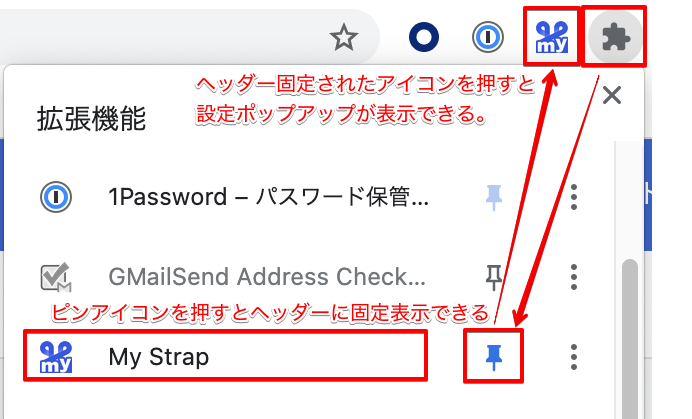 my
ヘッダー固定されたアイコンを押すと
設定ポップアップが表示できる。
拡張機能
1Password – パスワード保管...
GMailSend Address Check...
ピンアイコンを押すとヘッダーに固定表示できる
my
My Strap
ト